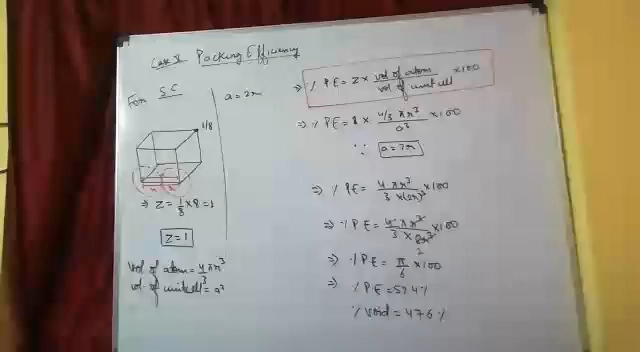 Case I Packing Efficiency
For SC
a = 2r
1/8
⇒ Z = 1/8 × 8 = 1
Z = 1
Vol of atom = 4/3 πr³
vol. of unit cell = a³
⇒ % PE = Z × vol of atom / vol of unit cell × 100
⇒ % PE = 1 × 4/3 πr³ / a³ × 100
∵ a = 2r
⇒ % PE = 4 πr³ / 3 × (2r)³ × 100
⇒ % PE = 4 πr³ / 3 × 8r³ × 100
2
⇒ % PE = π/6 × 100
⇒ % PE = 52.4 %
% Void = 47.6 %